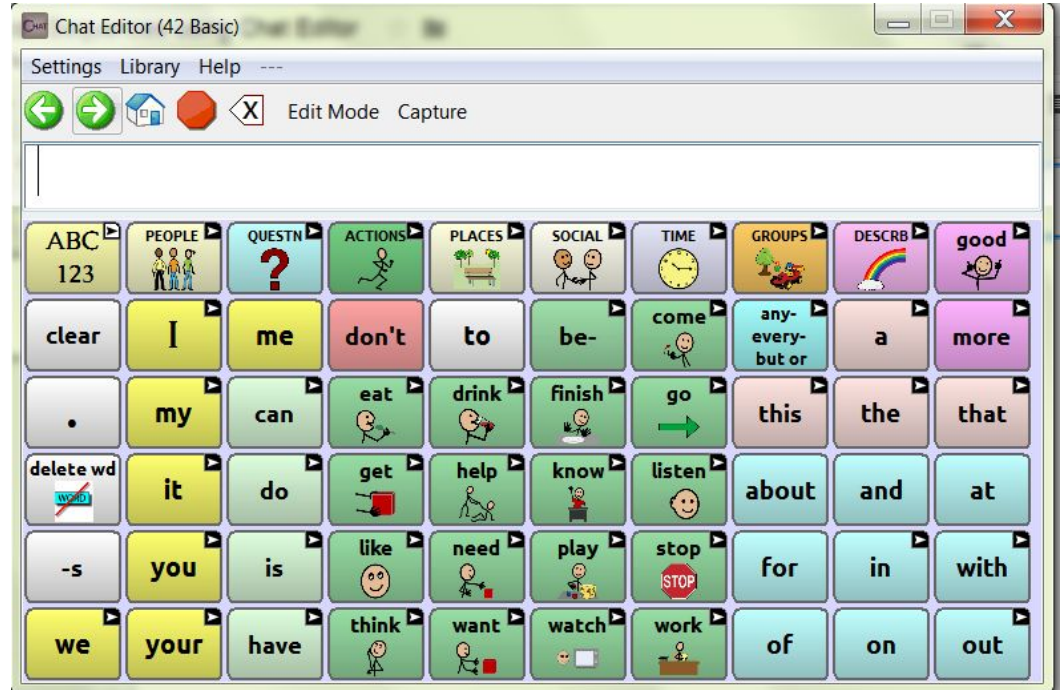 CHAT Chat Editor (42 Basic)
Settings Library Help ---
X Edit Mode Capture
ABC PEOPLE QUESTN ACTIONS PLACES SOCIAL TIME GROUPS DESCRB good
123
clear I me don't to be- come any- a more
every-
but or
. my can eat drink finish go this the that
delete wd it do get help know listen about and at
WORD
-s you is like need play stop for in with
STOP
we your have think want watch work of on out